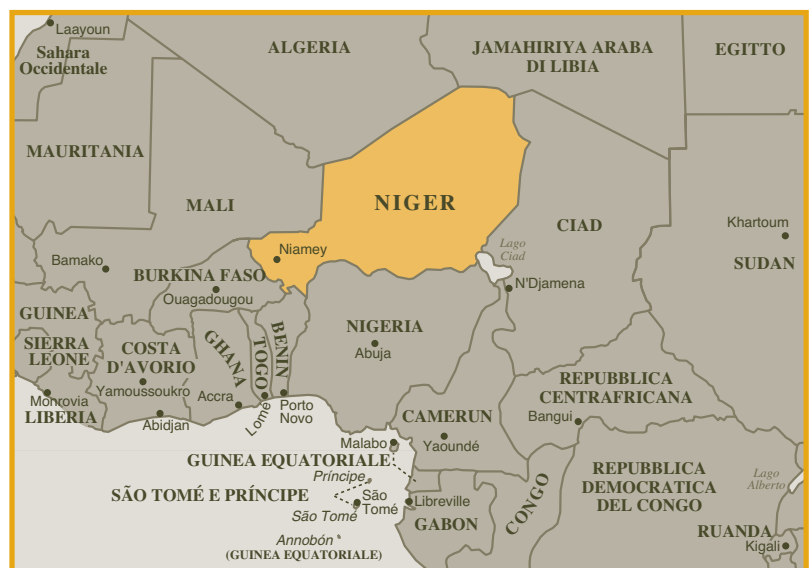 Laayoun
Sahara
Occidentale
ALGERIA
JAMAHIRIYA ARABA
DI LIBIA
EGITTO
MAURITANIA
MALI
NIGER
CIAD
Khartoum
SUDAN
Lago
Ciad
Niamey
Bamako
BURKINA FASO
Ouagadougou
N'Djamena
GUINEA
SIERRA
LEONE
COSTA
D'AVORIO
Yamoussoukro
GHANA
TOGO
BENIN
NIGERIA
Abuja
REPUBBLICA
CENTRAFRICANA
Bangui
Monrovia
LIBERIA
Abidjan
Accra
Lomé
Porto
Novo
CAMERUN
Yaoundé
Malabo
GUINEA EQUATORIALE
Príncipe
SÃO TOMÉ E PRÍNCIPE
São
Tomé
São Tomé
Libreville
GABON
CONGO
REPUBBLICA
DEMOCRATICA
DEL CONGO
Lago
Alberto
RUANDA
Kigali
Annobón
(GUINEA EQUATORIALE)